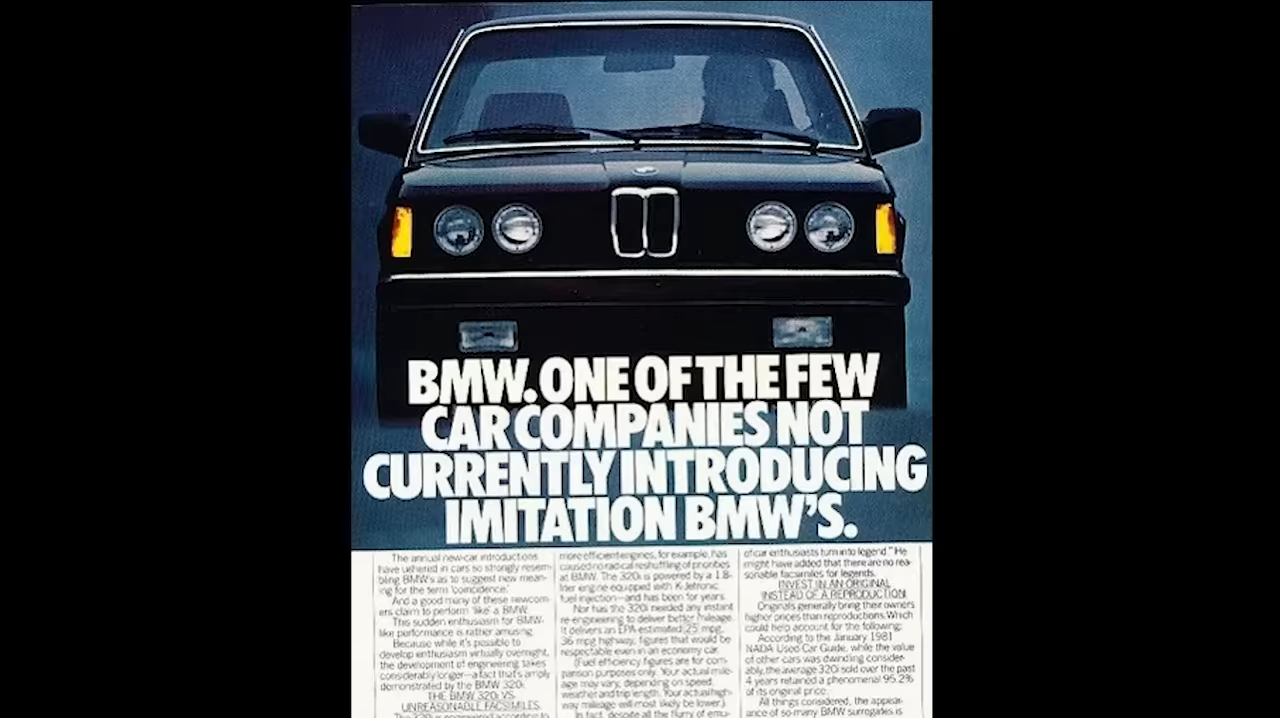 BMW. ONE OF THE FEW
CAR COMPANIES NOT
CURRENTLY INTRODUCING
IMITATION BMW'S.
The annual new-car introductions
have ushered in cars so strongly resem-
bling BMW's as to suggest new mean-
ing for the term 'coincidence.'
And a good many of these newcom-
ers claim to perform 'like' a BMW.
This sudden enthusiasm for BMW-
like performance is rather amusing.
Because while it's possible to
develop enthusiasm virtually overnight,
the development of engineering takes
considerably longer—a fact that's amply
demonstrated by the BMW 320i.
THE BMW 320i VS.
UNREASONABLE FACSIMILES.
The 320i is engineered according to
more efficient engines, for example, has
caused no radical reshuffling of priorities
at BMW. The 320i is powered by a 1.8-
liter engine equipped with K-Jetronic
fuel injection—and has been for years.
Nor has the 320i needed any instant
re-engineering to deliver better mileage.
It delivers an EPA-estimated 25 mpg,
36 mpg highway, figures that would be
respectable even in an economy car.
(Fuel efficiency figures are for com-
parison purposes only. Your actual mile-
age may vary, depending on speed,
weather and trip length. Your actual high-
way mileage will most likely be lower.)
In fact, despite all the flurry of emu-
of car enthusiasts turn into legend." He
might have added that there are no rea-
sonable facsimiles for legends.
INVEST IN AN ORIGINAL
INSTEAD OF A REPRODUCTION.
Originals generally bring their owners
higher prices than reproductions. Which
could help account for the following:
According to the January 1981
NADA Used Car Guide, while the value
of other cars was dwindling consider-
ably, the average 320i sold over the past
4 years retained a phenomenal 95.2%
of its original price.
All things considered, the appear-
ance of so many BMW surrogates is